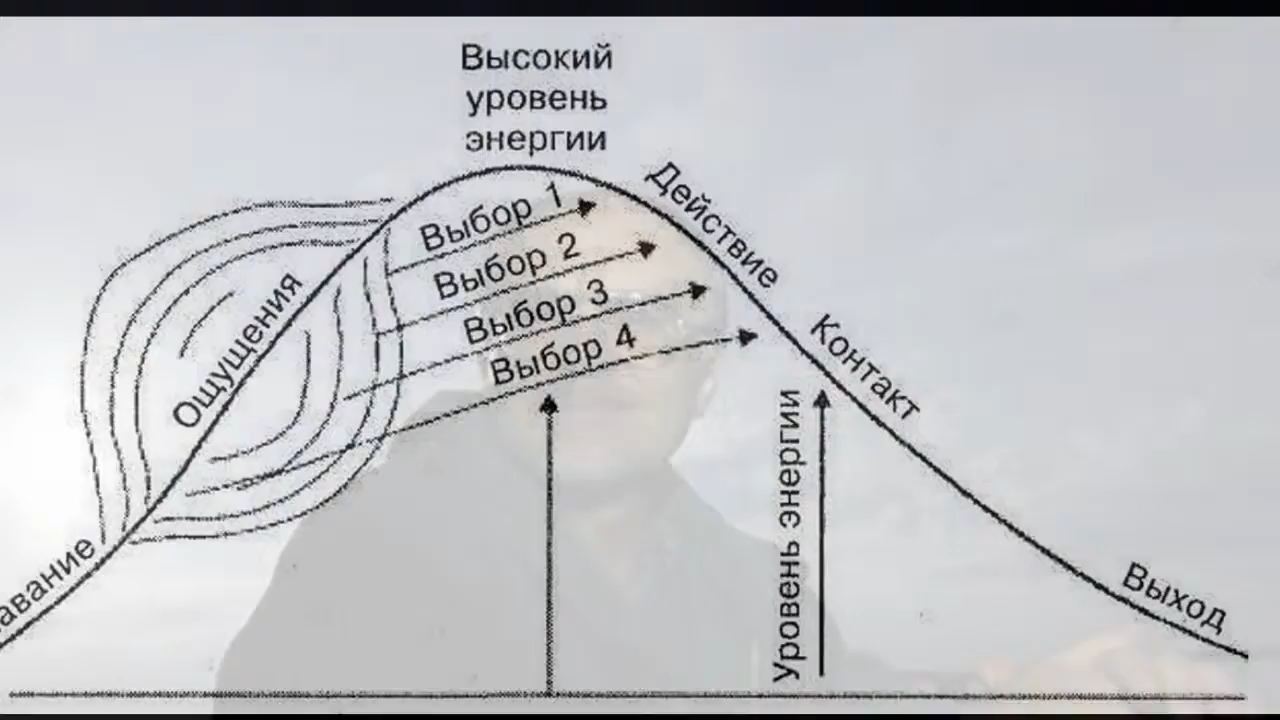 Высокий
уровень
энергии
Действие
Выбор 1
Выбор 2
Выбор 3
Выбор 4
Ощущения
Контакт
Уровень энергии
авание
Выход